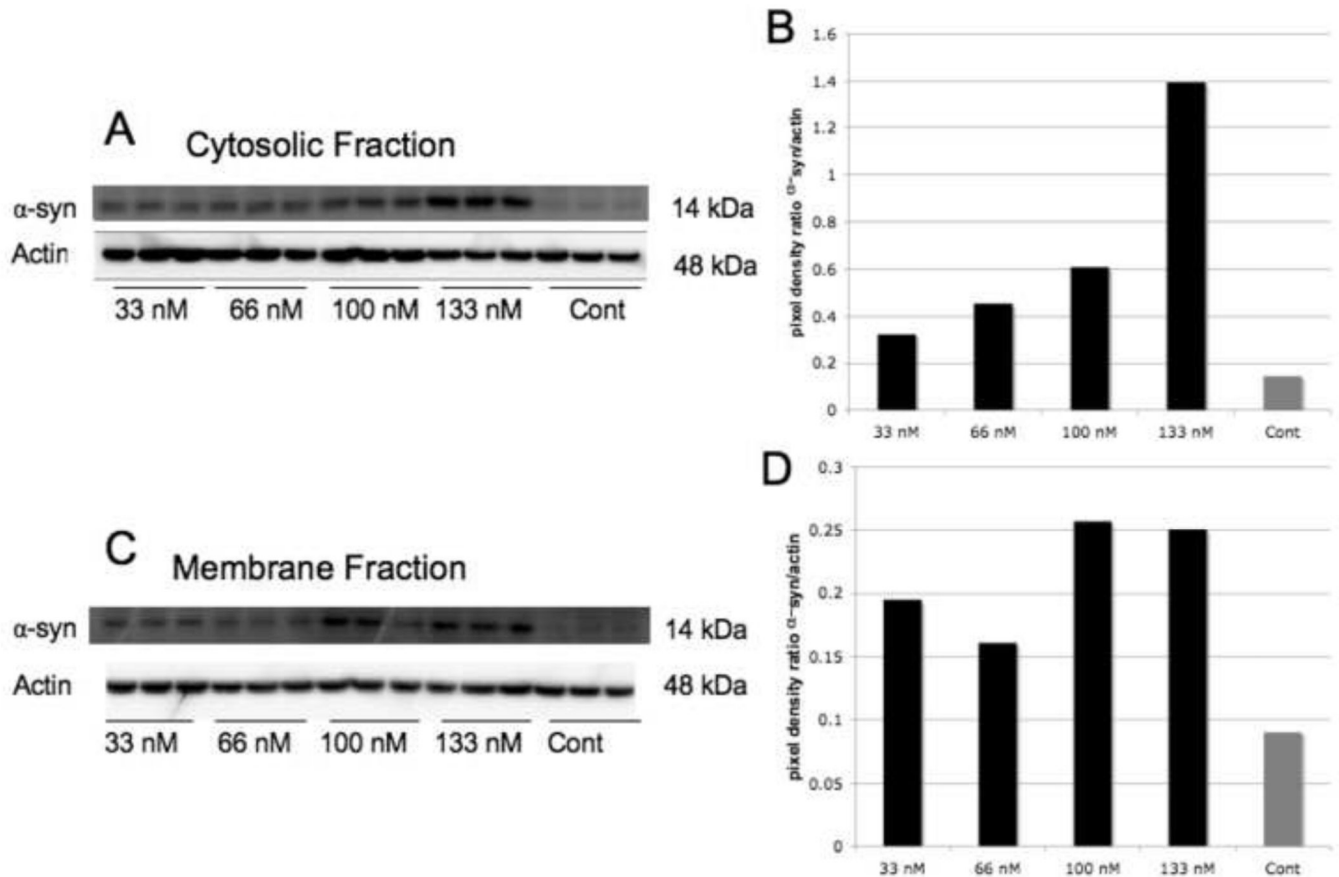 A
Cytosolic Fraction
α-syn
14 kDa
Actin
48 kDa
33 nM 66 nM 100 nM 133 nM Cont
B
pixel density ratio α-syn/actin
1.6
1.4
1.2
1
0.8
0.6
0.4
0.2
0
33 nM 66 nM 100 nM 133 nM Cont
C
Membrane Fraction
α-syn
14 kDa
Actin
48 kDa
33 nM 66 nM 100 nM 133 nM Cont
D
pixel density ratio α-syn/actin
0.3
0.25
0.2
0.15
0.1
0.05
0
33 nM 66 nM 100 nM 133 nM Cont